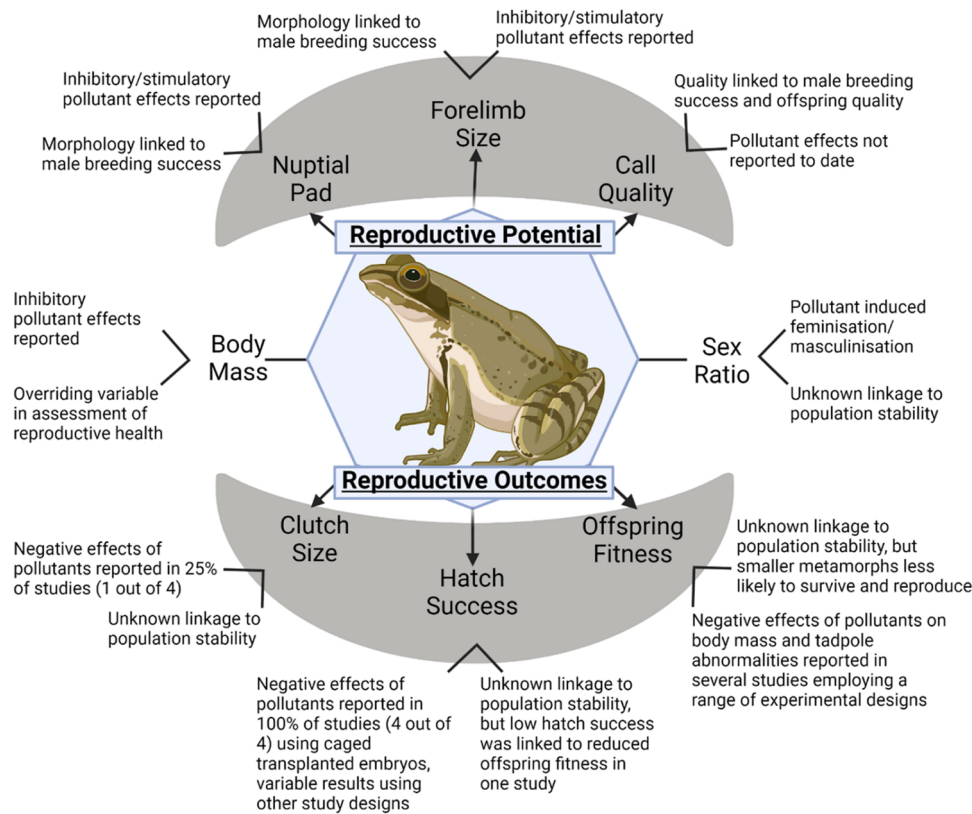 Morphology linked to
male breeding success
Inhibitory/stimulatory
pollutant effects reported
Inhibitory/stimulatory
pollutant effects reported
Morphology linked to
male breeding success
Quality linked to male breeding
success and offspring quality
Pollutant effects not
reported to date
Forelimb
Size
Nuptial
Pad
Call
Quality
Reproductive Potential
Inhibitory
pollutant effects
reported
Overriding variable
in assessment of
reproductive health
Body
Mass
Sex
Ratio
Pollutant induced
feminisation/
masculinisation
Unknown linkage to
population stability
Reproductive Outcomes
Clutch
Size
Hatch
Success
Offspring
Fitness
Negative effects of
pollutants reported in 25%
of studies (1 out of 4)
Unknown linkage to
population stability
Negative effects of
pollutants reported in
100% of studies (4 out of
4) using caged
transplanted embryos,
variable results using
other study designs
Unknown linkage to
population stability,
but low hatch success
was linked to reduced
offspring fitness in
one study
Unknown linkage to
population stability, but
smaller metamorphs less
likely to survive and reproduce
Negative effects of pollutants on
body mass and tadpole
abnormalities reported in
several studies employing a
range of experimental designs